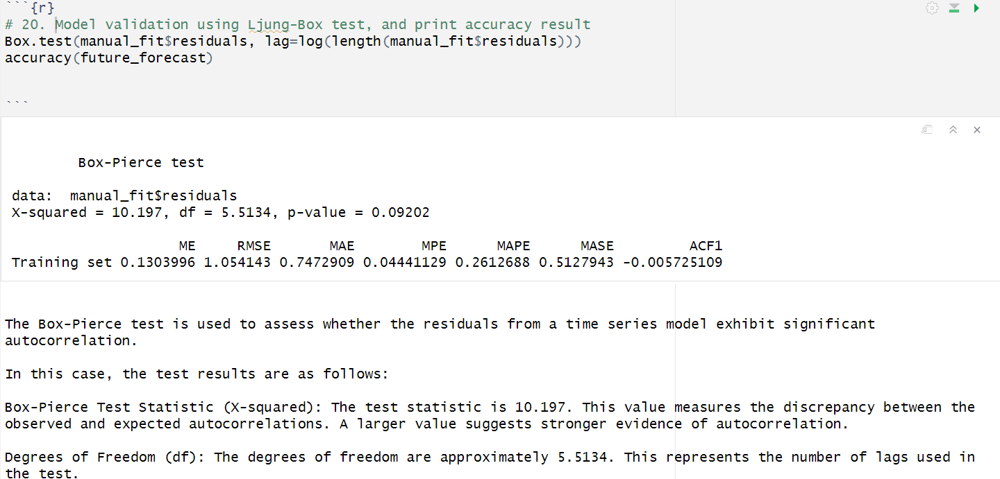 ```{r}
# 20. Model validation using Ljung-Box test, and print accuracy result
Box.test(manual_fit$residuals, lag=log(length(manual_fit$residuals)))
accuracy(future_forecast)
```
Box-Pierce test
data:  manual_fit$residuals
X-squared = 10.197, df = 5.5134, p-value = 0.09202
ME RMSE MAE MPE MAPE MASE ACF1
Training set 0.1303996 1.054143 0.7472909 0.04441129 0.2612688 0.5127943 -0.005725109
The Box-Pierce test is used to assess whether the residuals from a time series model exhibit significant
autocorrelation.
In this case, the test results are as follows:
Box-Pierce Test Statistic (X-squared): The test statistic is 10.197. This value measures the discrepancy between the
observed and expected autocorrelations. A larger value suggests stronger evidence of autocorrelation.
Degrees of Freedom (df): The degrees of freedom are approximately 5.5134. This represents the number of lags used in
the test.